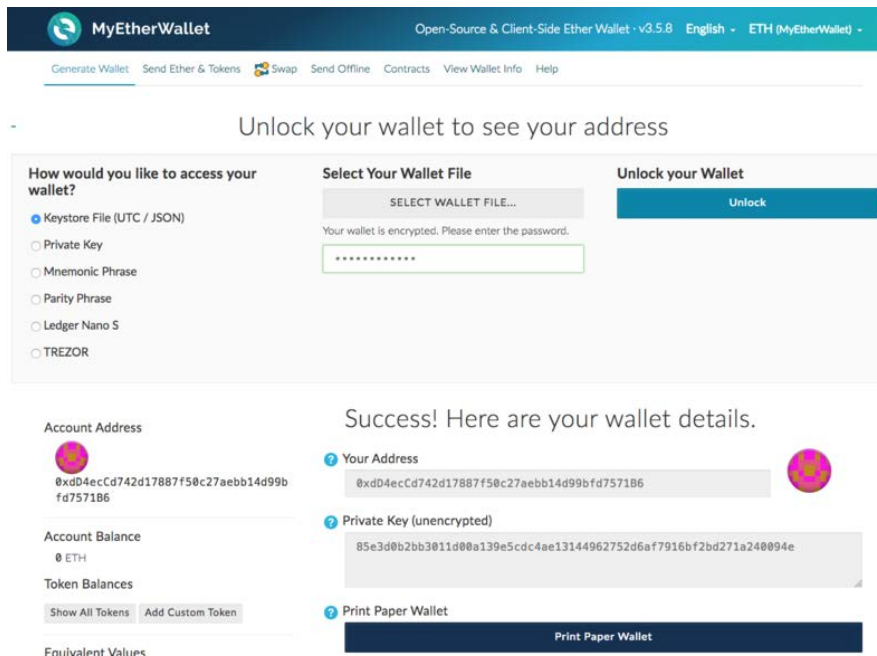 MyEtherWallet
Open-Source & Client-Side Ether Wallet · v3.5.8 English ETH (MyEtherWallet)
Generate Wallet Send Ether & Tokens Swap Send Offline Contracts View Wallet Info Help
Unlock your wallet to see your address
How would you like to access your
wallet?
Keystore File (UTC / JSON)
Private Key
Mnemonic Phrase
Parity Phrase
Ledger Nano S
TREZOR
Select Your Wallet File
SELECT WALLET FILE...
Your wallet is encrypted. Please enter the password.
************
Unlock your Wallet
Unlock
Account Address
0xdD4ecCd742d17887f50c27aebb14d99b
fd7571B6
Account Balance
0 ETH
Token Balances
Show All Tokens Add Custom Token
Equivalent Values
Success! Here are your wallet details.
Your Address
0xdD4ecCd742d17887f50c27aebb14d99bfd7571B6
Private Key (unencrypted)
85e3d0b2bb3011d00a139e5cdc4ae13144962752d6af7916bf2bd271a240094e
Print Paper Wallet
Print Paper Wallet